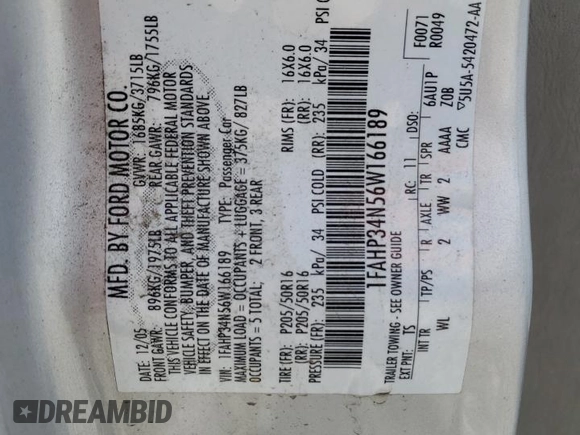 MFD. BY FORD MOTOR CO.
DATE: 12/05 GVWR: 1685KG/3715LB
FRONT GAWR: 896KG/1975LB REAR GAWR: 796KG/1755LB
THIS VEHICLE CONFORMS TO ALL APPLICABLE FEDERAL MOTOR
VEHICLE SAFETY, BUMPER, AND THEFT PREVENTION STANDARDS
IN EFFECT ON THE DATE OF MANUFACTURE SHOWN ABOVE.
VIN: 1FAHP34N56W166189 TYPE: Passenger Car
MAXIMUM LOAD = OCCUPANTS + LUGGAGE = 375KG/ 827LB
OCCUPANTS = 5 TOTAL; 2 FRONT, 3 REAR
TIRE (FR): P205/50R16 RIMS (FR): 16X6.0
(RR): P205/50R16 (RR): 16X6.0
PRESSURE (FR): 235 kPa/ 34 PSI COLD (RR): 235 kPa/ 34 PSI CO
1FAHP34N56W166189
TRAILER TOWING - SEE OWNER GUIDE F0071
EXT PNT: TS RC: 11 DSO: R0049
INT TR TP/PS R AXLE TR SPR 6AU1P
WL 2 WW 2 AAAA Z0B
CMC ▽5U5A-5420472-AA
DREAMBID